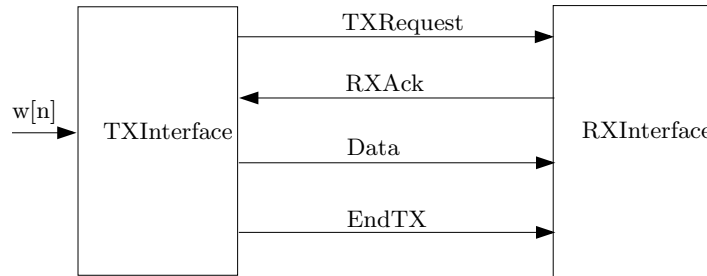 TXRequest
RXAck
w[n]
TXInterface
RXInterface
Data
EndTX